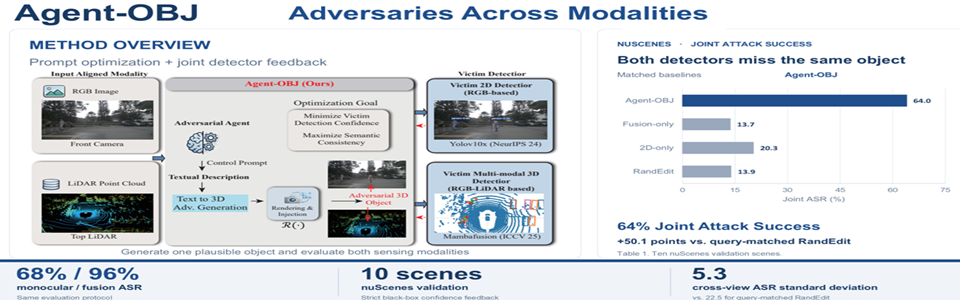 Agent-OBJ
Adversaries Across Modalities
METHOD OVERVIEW
Prompt optimization + joint detector feedback
Input Aligned Modality
RGB Image
Front Camera
LiDAR Point Cloud
Top LiDAR
Agent-OBJ (Ours)
Adversarial Agent
Optimization Goal
Minimize Victim
Detection Confidence
Maximize Semantic
Consistency
Control Prompt
Textual Description
Text to 3D
Adv. Generation
Rendering &
Injection
R(·)
Adversarial 3D
Object
Victim Detectior
Victim 2D Detectior
(RGB-based)
Yolov10x (NeurIPS 24)
Victim Multi-modal 3D
Detectior
(RGB-LiDAR based)
Mambafusion (ICCV 25)
Generate one plausible object and evaluate both sensing modalities
NUSCENES · JOINT ATTACK SUCCESS
Both detectors miss the same object
Matched baselines
Agent-OBJ
Agent-OBJ
64.0
Fusion-only
13.7
2D-only
20.3
RandEdit
13.9
0 15 30 45 60 75
Joint ASR (%)
64% Joint Attack Success
+50.1 points vs. query-matched RandEdit
Table 1. Ten nuScenes validation scenes.
68% / 96%
monocular / fusion ASR
Same evaluation protocol
10 scenes
nuScenes validation
Strict black-box confidence feedback
5.3
cross-view ASR standard deviation
vs. 22.5 for query-matched RandEdit